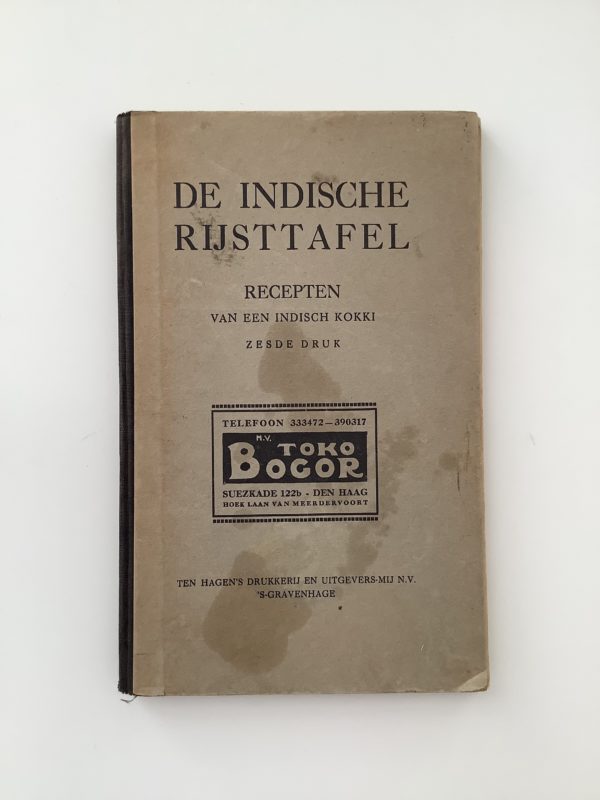 DE INDISCHE
RIJSTTAFEL
RECEPTEN
VAN EEN INDISCH KOKKI
ZESDE DRUK
TELEFOON 333472–390317
N.V. TOKO
BOGOR
SUEZKADE 122b - DEN HAAG
HOEK LAAN VAN MEERDERVOORT
TEN HAGEN'S DRUKKERIJ EN UITGEVERS-MIJ N.V.
'S-GRAVENHAGE